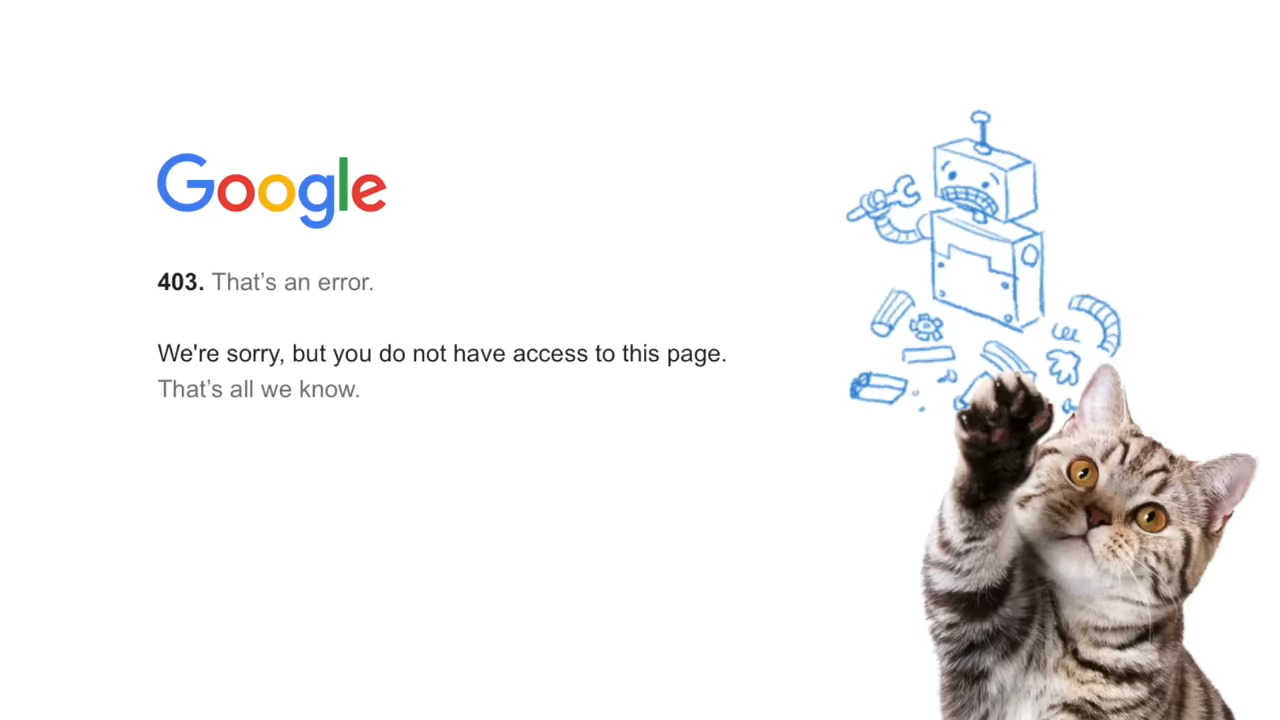 Google
403. That’s an error.
We're sorry, but you do not have access to this page.
That’s all we know.